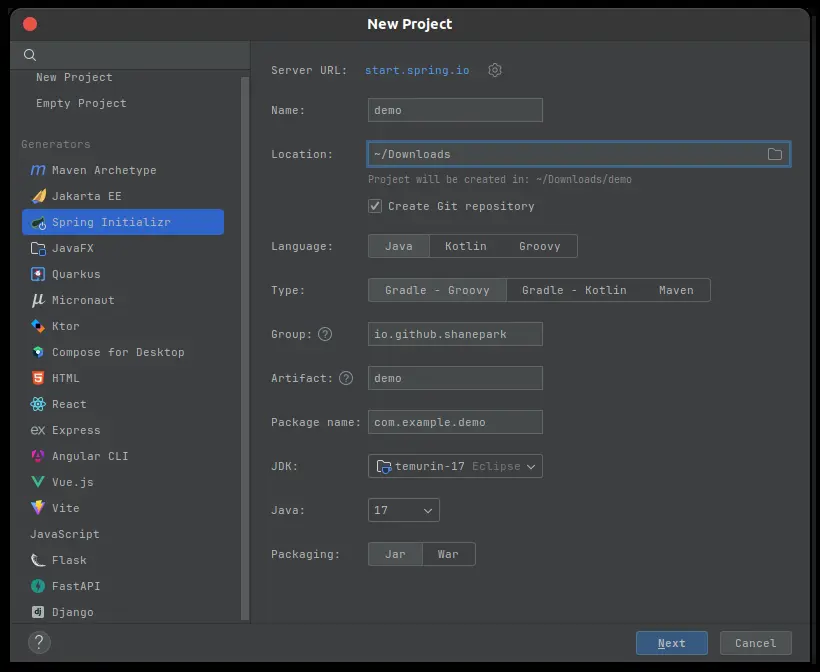 New Project
New Project
Empty Project
Generators
Maven Archetype
Jakarta EE
Spring Initializr
JavaFX
Quarkus
Micronaut
Ktor
Compose for Desktop
HTML
React
Express
Angular CLI
Vue.js
Vite
JavaScript
Flask
FastAPI
Django
Server URL: start.spring.io
Name: demo
Location: ~/Downloads
Project will be created in: ~/Downloads/demo
Create Git repository
Language: Java Kotlin Groovy
Type: Gradle - Groovy Gradle - Kotlin Maven
Group: ? io.github.shanepark
Artifact: ? demo
Package name: com.example.demo
JDK: temurin-17 Eclipse
Java: 17
Packaging: Jar War
? Next Cancel